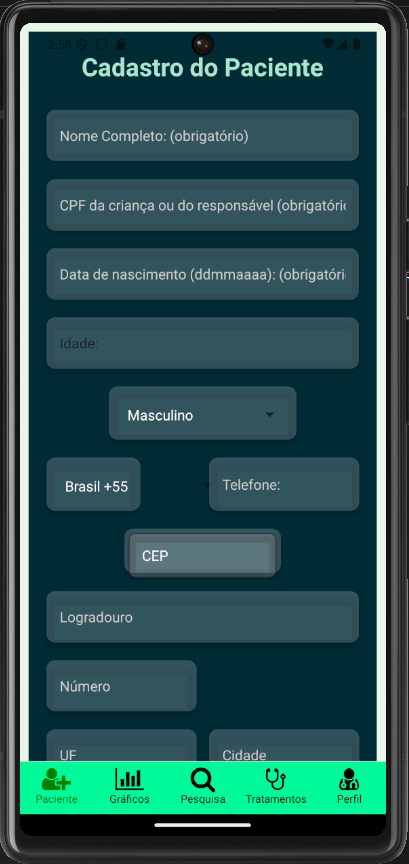 2:56
Cadastro do Paciente
Nome Completo: (obrigatório)
CPF da criança ou do responsável (obrigatório
Data de nascimento (ddmmaaaa): (obrigatóri
Idade:
Masculino
Brasil +55 Telefone:
CEP
Logradouro
Número
UF Cidade
Paciente Gráficos Pesquisa Tratamentos Perfil